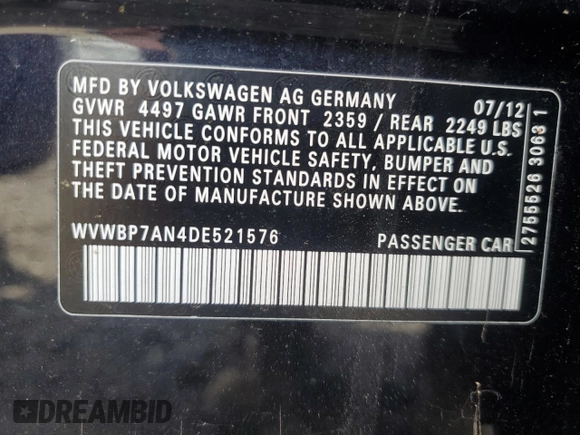 MFD BY VOLKSWAGEN AG GERMANY 07/12
GVWR 4497 GAWR FRONT 2359 / REAR 2249 LBS
THIS VEHICLE CONFORMS TO ALL APPLICABLE U.S.
FEDERAL MOTOR VEHICLE SAFETY, BUMPER AND
THEFT PREVENTION STANDARDS IN EFFECT ON
THE DATE OF MANUFACTURE SHOWN ABOVE.
WVWBP7AN4DE521576 PASSENGER CAR
2755526 3063 1
DREAMBID